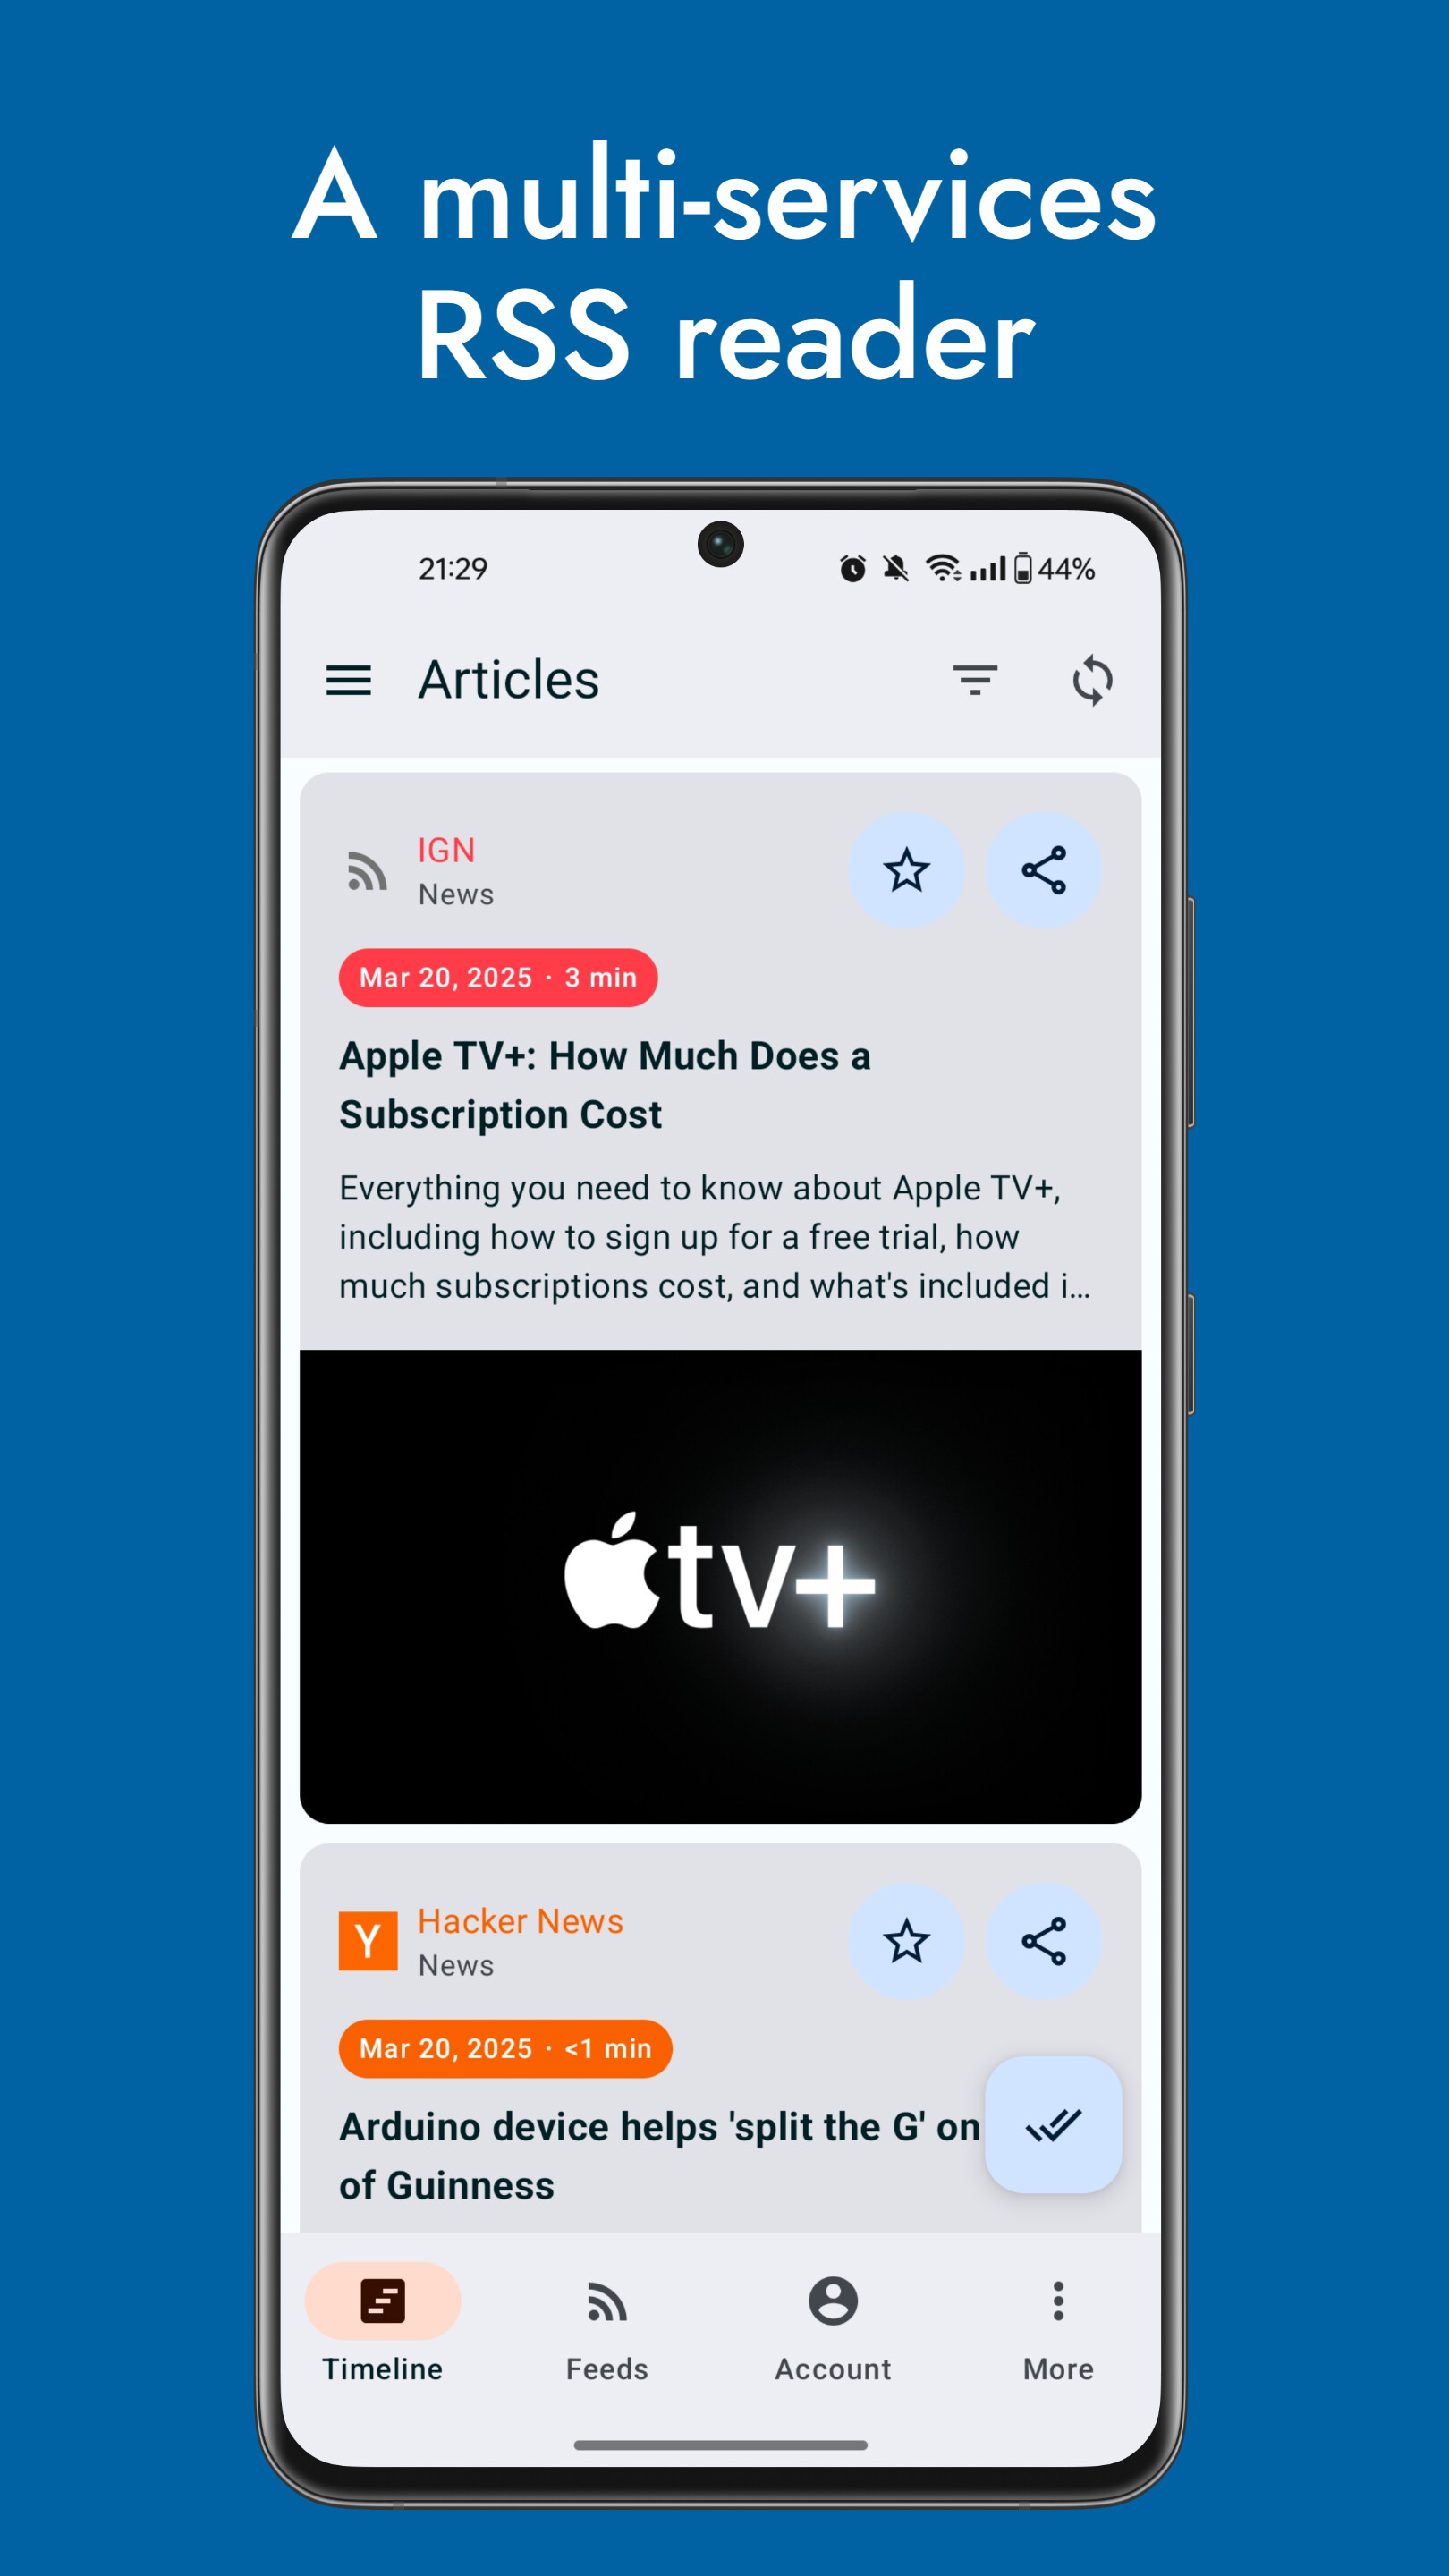 A multi-services
RSS reader
21:29
44%
Articles
IGN
News
Mar 20, 2025 · 3 min
Apple TV+: How Much Does a
Subscription Cost
Everything you need to know about Apple TV+,
including how to sign up for a free trial, how
much subscriptions cost, and what's included i...
tv+
Y
Hacker News
News
Mar 20, 2025 · <1 min
Arduino device helps 'split the G' on
of Guinness
Timeline
Feeds
Account
More